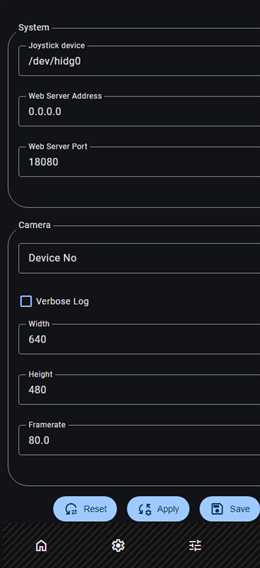 System
Joystick device
/dev/hidg0
Web Server Address
0.0.0.0
Web Server Port
18080
Camera
Device No
Verbose Log
Width
640
Height
480
Framerate
80.0
Reset Apply Save